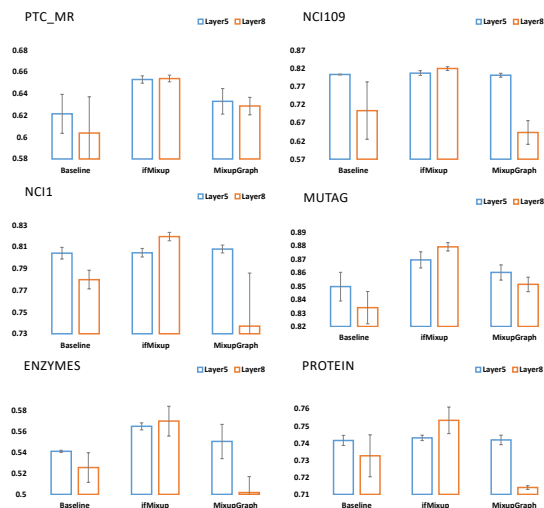 PTC_MR
Layer5 Layer8
0.68
0.66
0.64
0.62
0.6
0.58
Baseline ifMixup MixupGraph
NCI109
Layer5 Layer8
0.87
0.82
0.77
0.72
0.67
0.62
0.57
Baseline ifMixup MixupGraph
NCI1
Layer5 Layer8
0.83
0.81
0.79
0.77
0.75
0.73
Baseline ifMixup MixupGraph
MUTAG
Layer5 Layer8
0.89
0.88
0.87
0.86
0.85
0.84
0.83
0.82
Baseline ifMixup MixupGraph
ENZYMES
Layer5 Layer8
0.58
0.56
0.54
0.52
0.5
Baseline ifMixup MixupGraph
PROTEIN
Layer5 Layer8
0.76
0.75
0.74
0.73
0.72
0.71
Baseline ifMixup MixupGraph